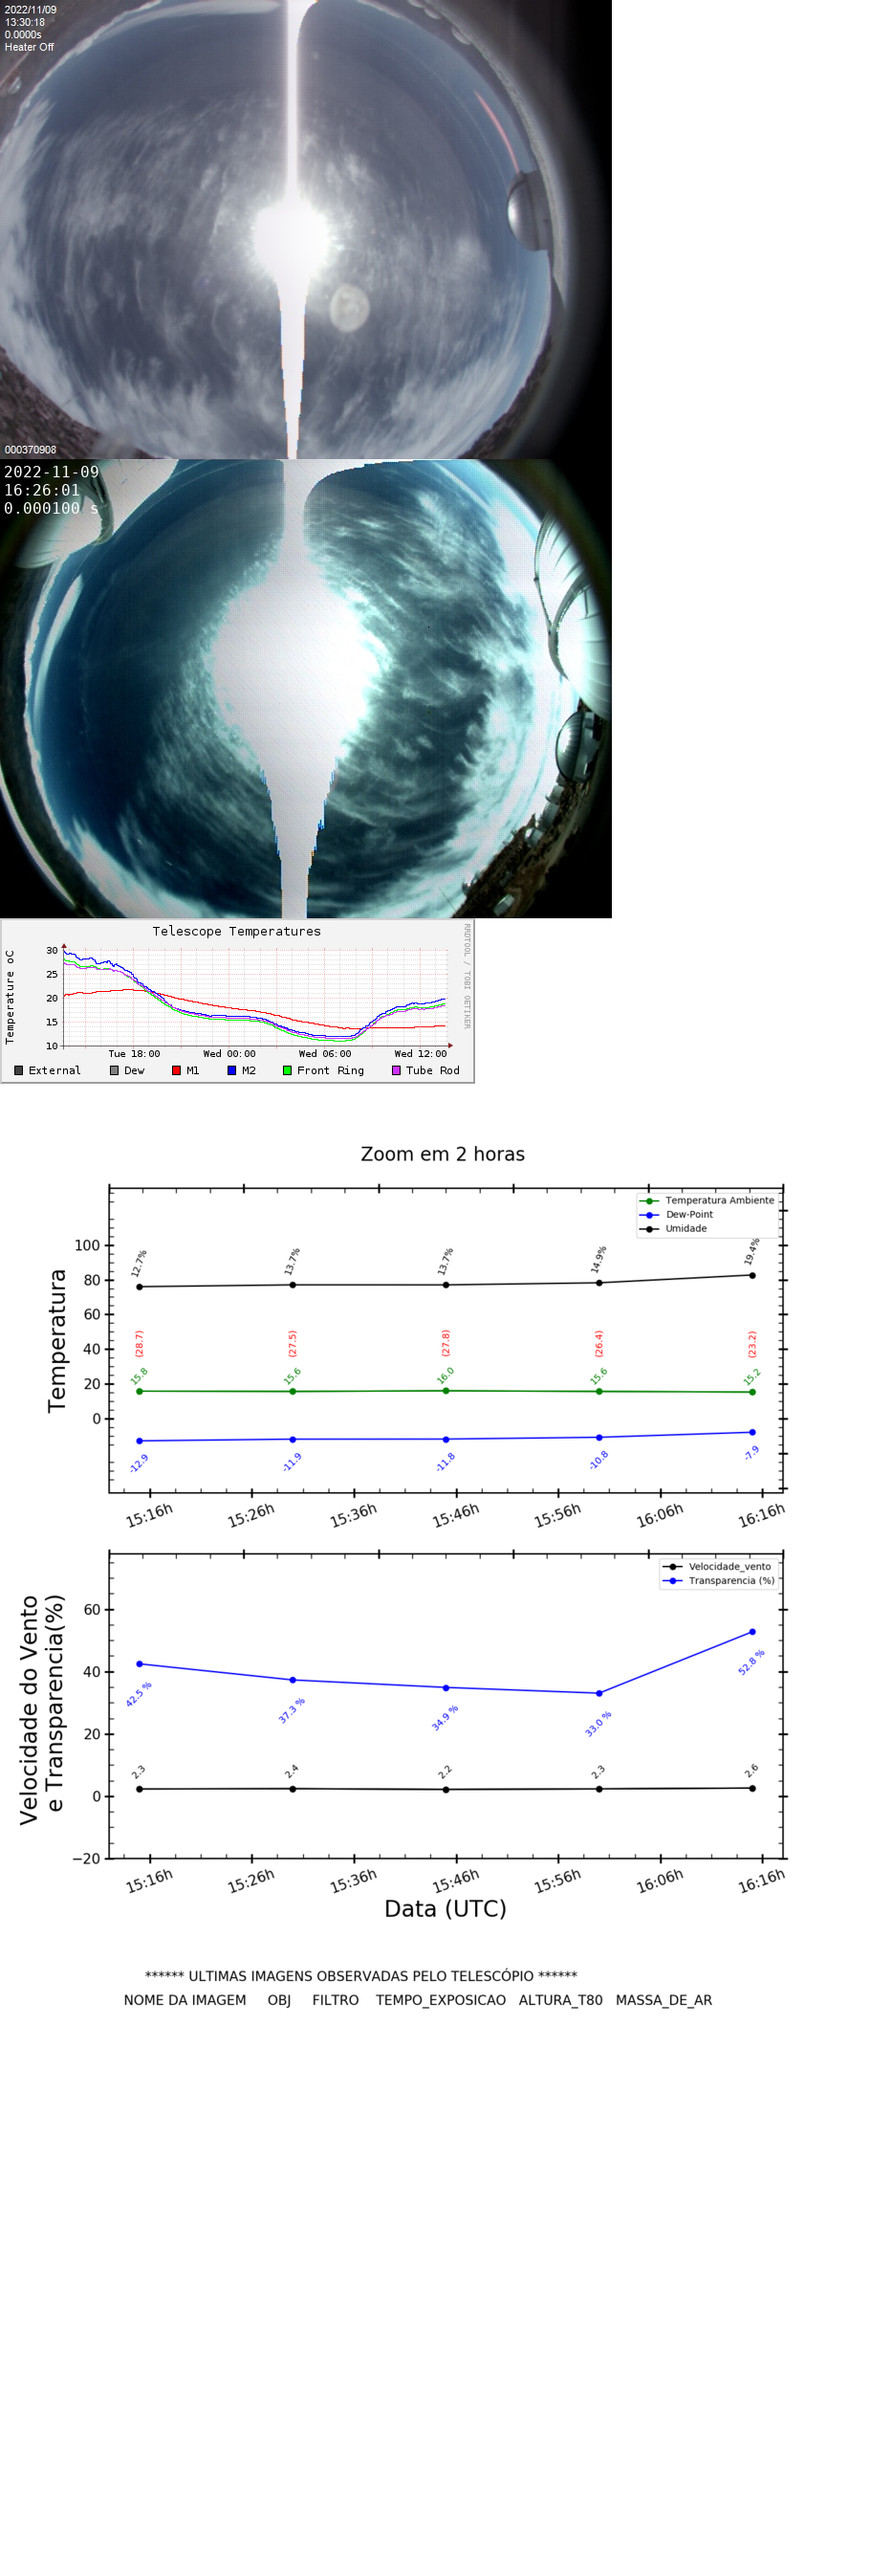 2022/11/09
13:30:18
0.0000s
Heater Off
000370908
2022-11-09
16:26:01
0.000100 s
Telescope Temperatures
Temperature oC
30
25
20
15
10
Tue 18:00 Wed 00:00 Wed 06:00 Wed 12:00
External Dew M1 M2 Front Ring Tube Rod
RRDTOOL / TOBI OETIKER
Zoom em 2 horas
Temperatura
100
80
60
40
20
0
Temperatura Ambiente
Dew-Point
Umidade
12.7% 13.7% 13.7% 14.9% 19.4%
(28.7) (27.5) (27.8) (26.4) (23.2)
15.8 15.6 16.0 15.6 15.2
-12.9 -11.9 -11.8 -10.8 -7.9
15:16h 15:26h 15:36h 15:46h 15:56h 16:06h 16:16h
Velocidade do Vento
e Transparencia(%)
60
40
20
0
−20
Velocidade_vento
Transparencia (%)
42.5 % 37.3 % 34.9 % 33.0 % 52.8 %
2.3 2.4 2.2 2.3 2.6
15:16h 15:26h 15:36h 15:46h 15:56h 16:06h 16:16h
Data (UTC)
****** ULTIMAS IMAGENS OBSERVADAS PELO TELESCÓPIO ******
NOME DA IMAGEM OBJ FILTRO TEMPO_EXPOSICAO ALTURA_T80 MASSA_DE_AR